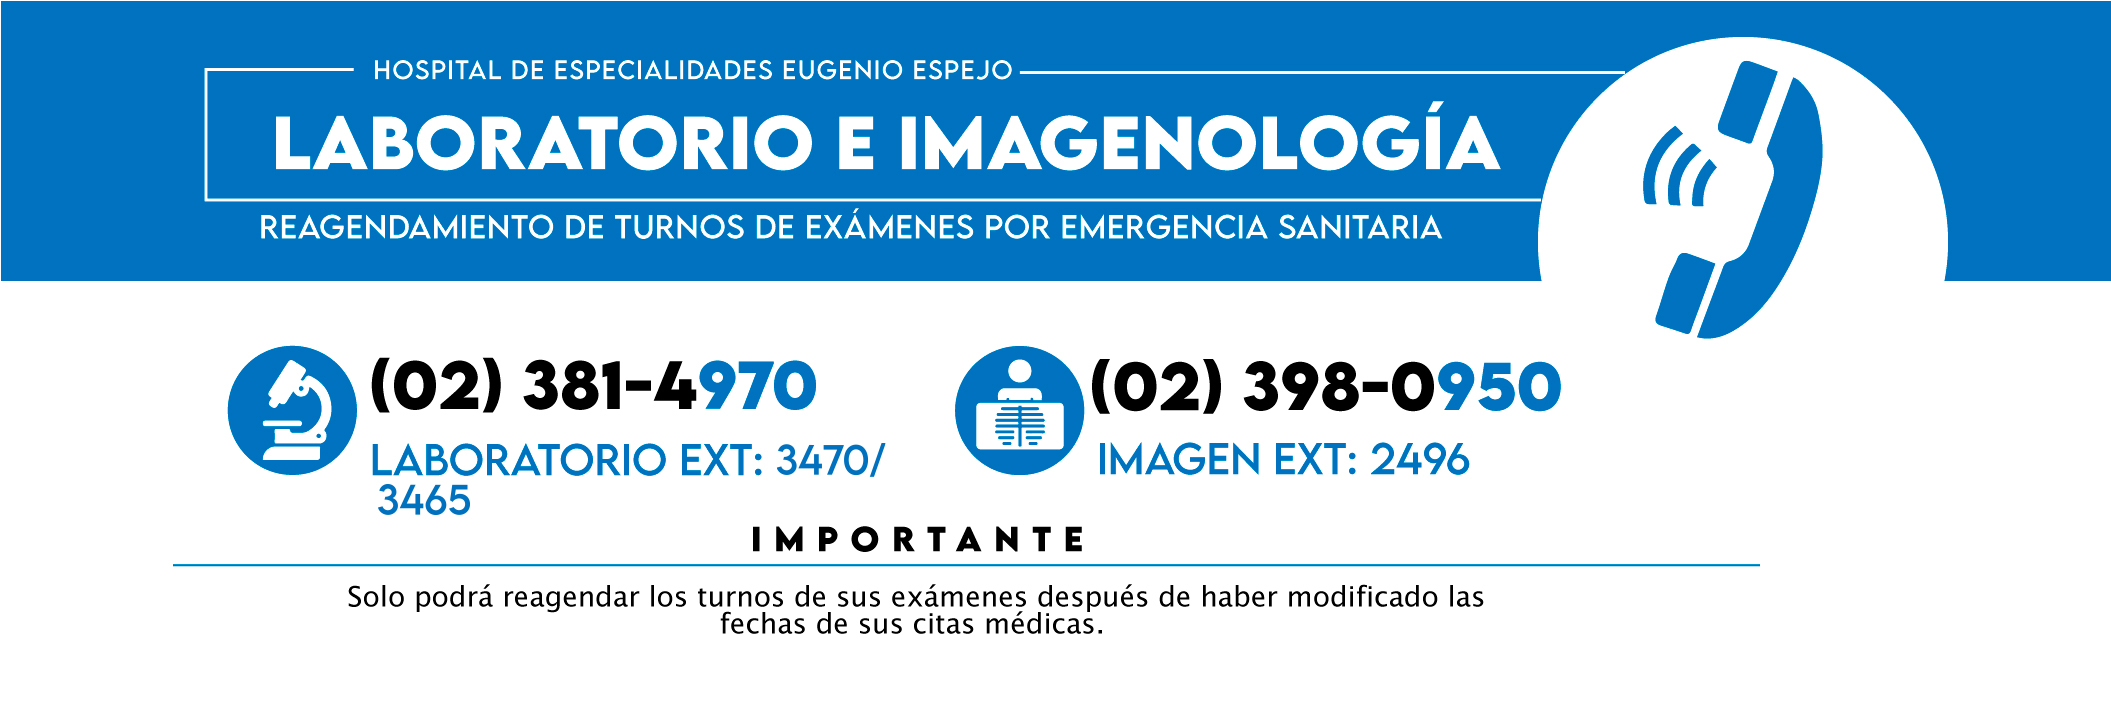 HOSPITAL DE ESPECIALIDADES EUGENIO ESPEJO
LABORATORIO E IMAGENOLOGÍA
REAGENDAMIENTO DE TURNOS DE EXÁMENES POR EMERGENCIA SANITARIA
(02) 381-4970
LABORATORIO EXT: 3470/
3465
(02) 398-0950
IMAGEN EXT: 2496
IMPORTANTE
Solo podrá reagendar los turnos de sus exámenes después de haber modificado las
fechas de sus citas médicas.